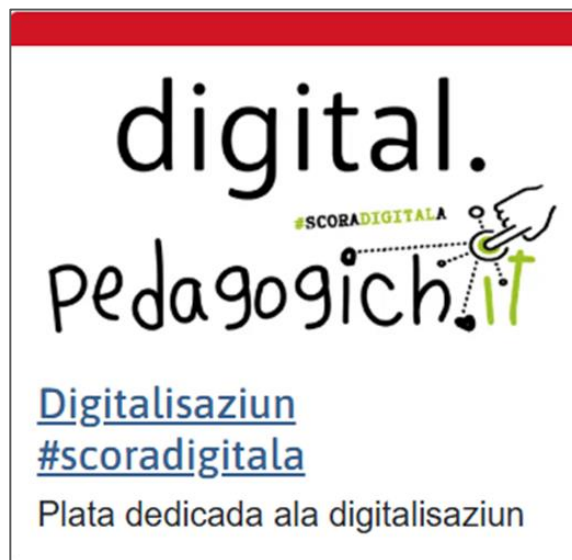 digital.
#SCORADIGITALA
pedagogich.it
Digitalisaziun
#scoradigitala
Plata dedicada ala digitalisaziun